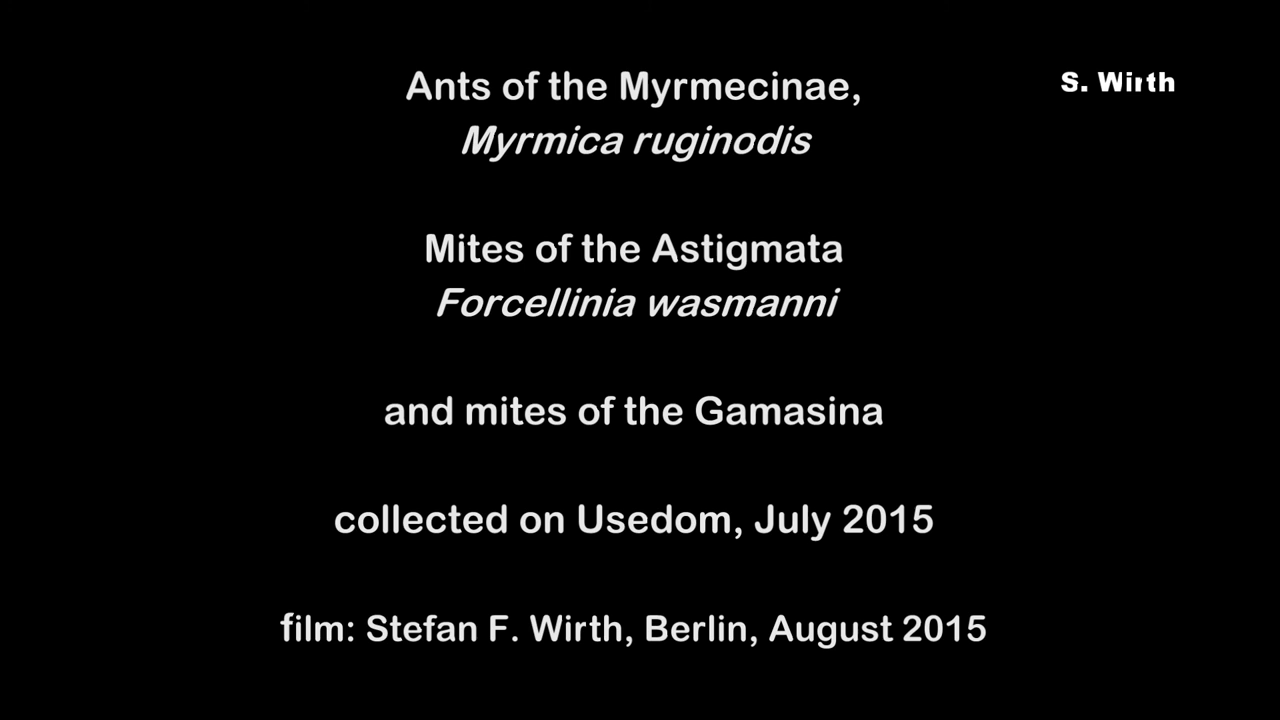 Ants of the Myrmecinae,
S. Wirth
Myrmica ruginodis
Mites of the Astigmata
Forcellinia wasmanni
and mites of the Gamasina
collected on Usedom, July 2015
film: Stefan F. Wirth, Berlin, August 2015